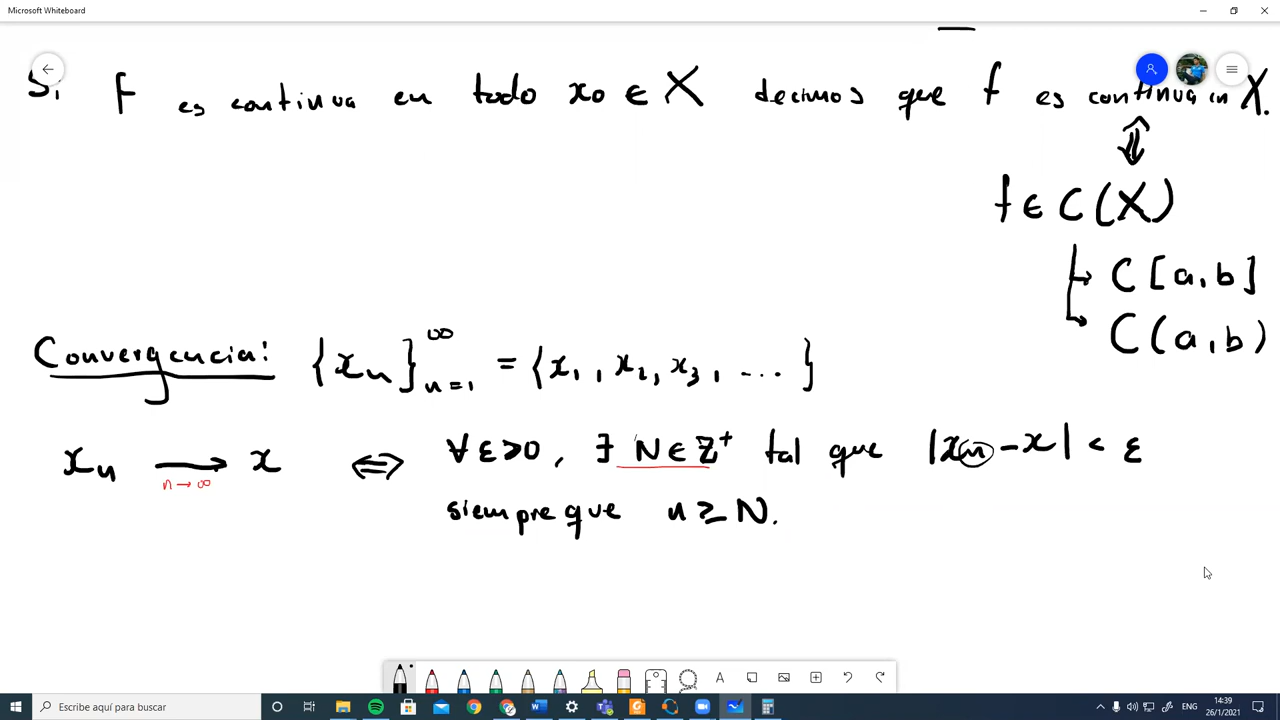 Microsoft Whiteboard
Si f es continua en todo x0 ∈ X decimos que f es continua en X.
⇕
f ∈ C(X)
↳ C[a,b]
↳ C(a,b)
Convergencia: {xn}∞n=1 = {x1, x2, x3, ...}
xn ⟶ x ⇔ ∀ε>0, ∃ N∈Z+ tal que |xn-x| < ε
n→∞
siempre que n ≥ N.
Escribe aquí para buscar
ENG
14:39
26/1/2021